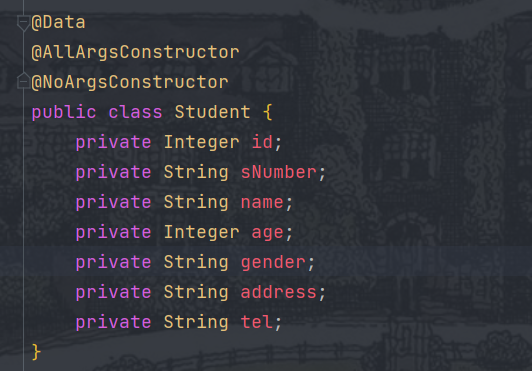 @Data
@AllArgsConstructor
@NoArgsConstructor
public class Student {
    private Integer id;
    private String sNumber;
    private String name;
    private Integer age;
    private String gender;
    private String address;
    private String tel;
}